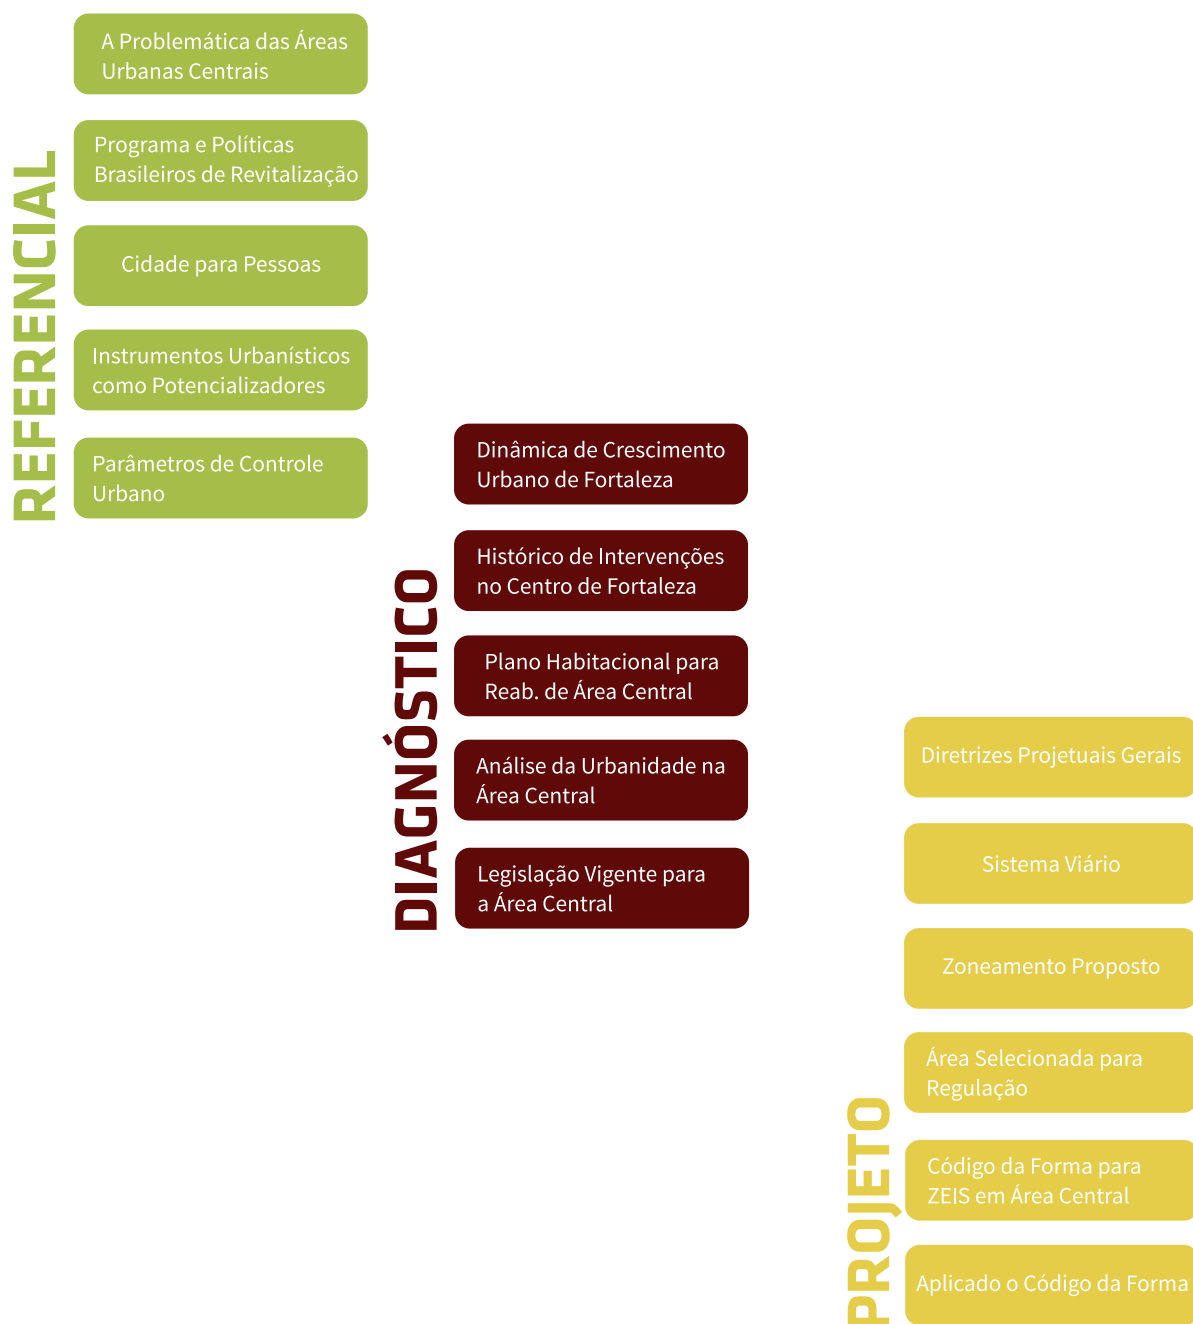 REFERENCIAL
A Problemática das Áreas
Urbanas Centrais
Programa e Políticas
Brasileiros de Revitalização
Cidade para Pessoas
Instrumentos Urbanísticos
como Potencializadores
Parâmetros de Controle
Urbano
DIAGNÓSTICO
Dinâmica de Crescimento
Urbano de Fortaleza
Histórico de Intervenções
no Centro de Fortaleza
Plano Habitacional para
Reab. de Área Central
Análise da Urbanidade na
Área Central
Legislação Vigente para
a Área Central
PROJETO
Diretrizes Projetuais Gerais
Sistema Viário
Zoneamento Proposto
Área Selecionada para
Regulação
Código da Forma para
ZEIS em Área Central
Aplicado o Código da Forma